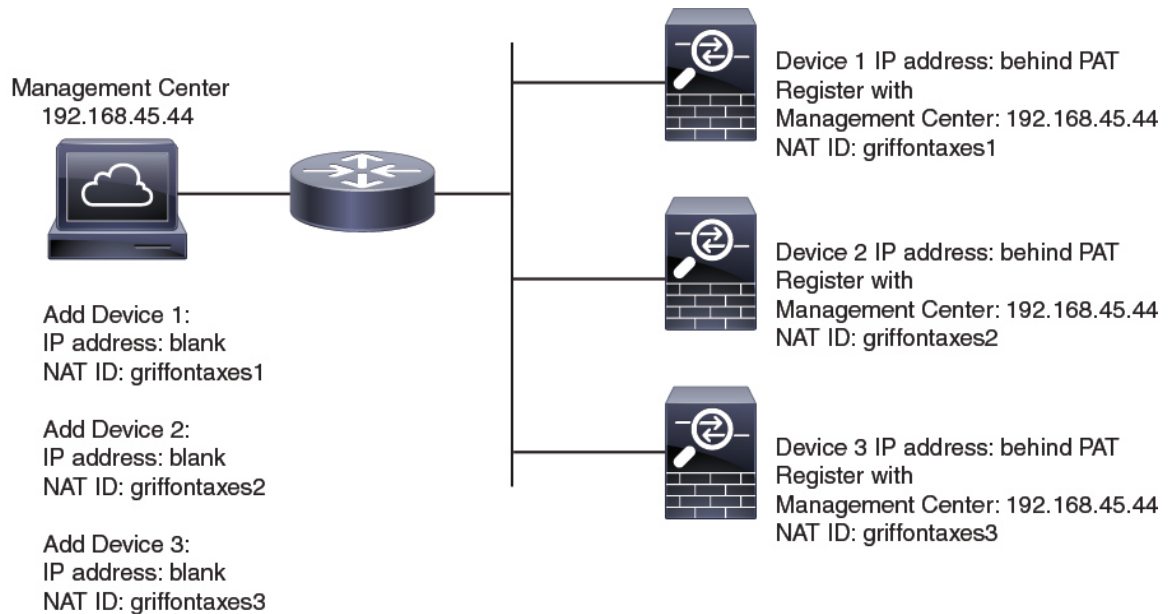 Management Center
192.168.45.44
Add Device 1:
IP address: blank
NAT ID: griffontaxes1
Add Device 2:
IP address: blank
NAT ID: griffontaxes2
Add Device 3:
IP address: blank
NAT ID: griffontaxes3
Device 1 IP address: behind PAT
Register with
Management Center: 192.168.45.44
NAT ID: griffontaxes1
Device 2 IP address: behind PAT
Register with
Management Center: 192.168.45.44
NAT ID: griffontaxes2
Device 3 IP address: behind PAT
Register with
Management Center: 192.168.45.44
NAT ID: griffontaxes3